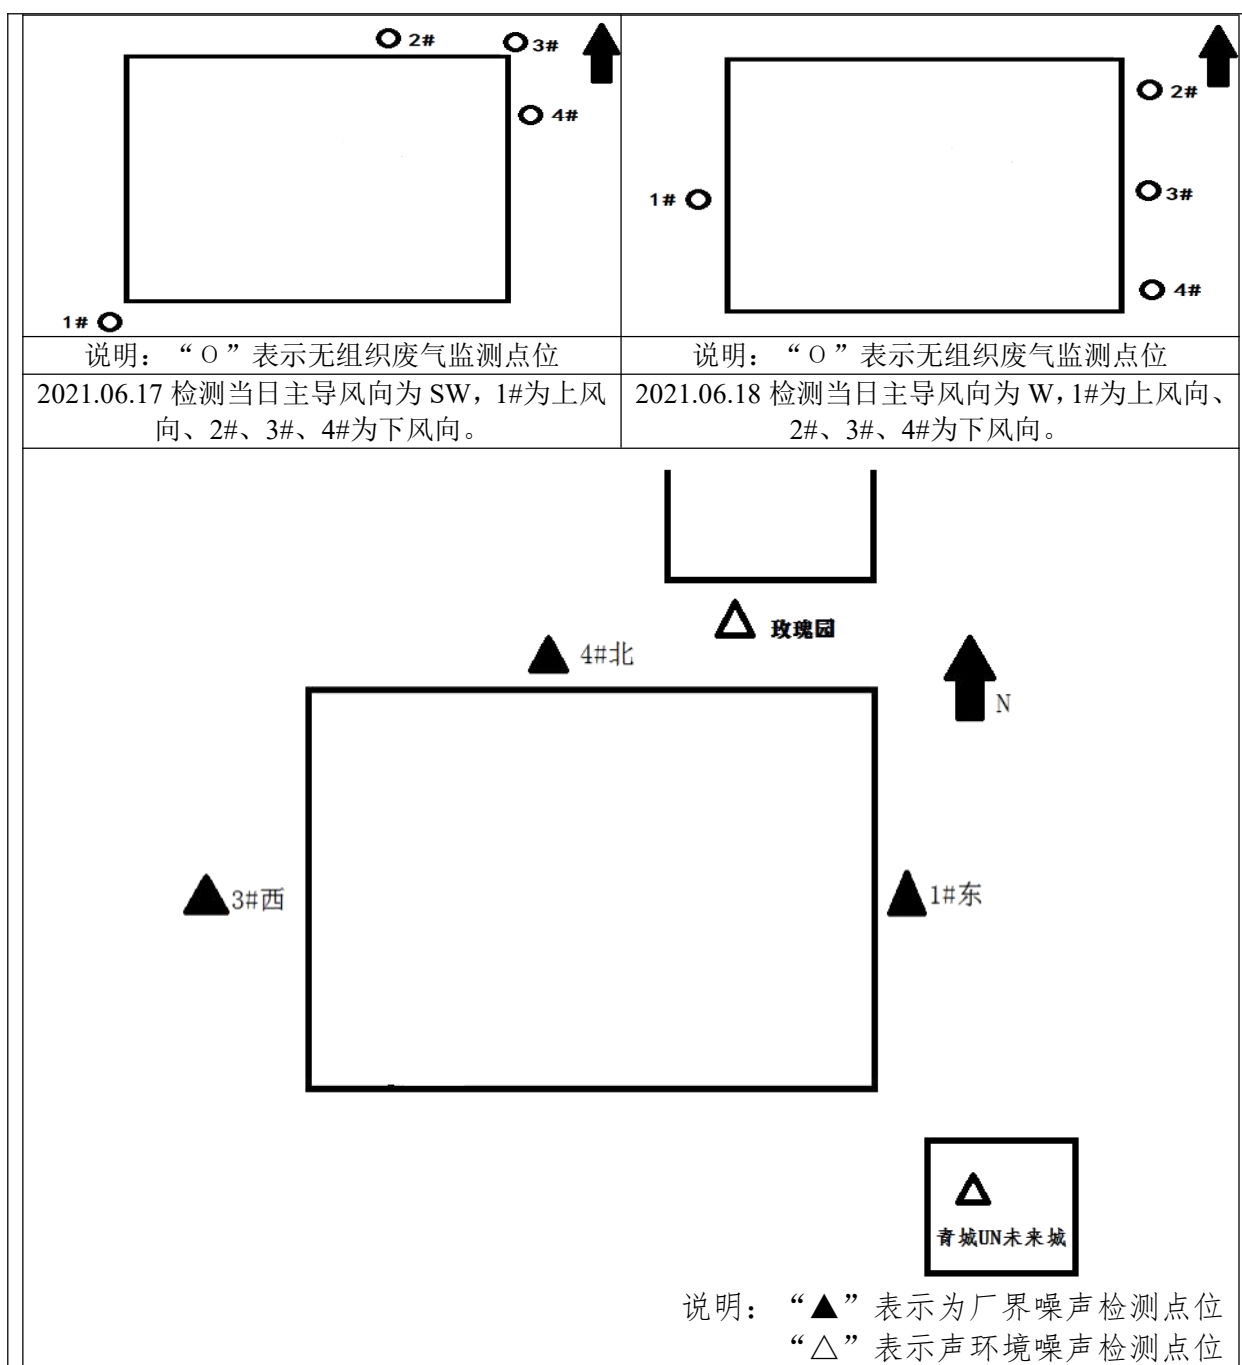 2#
3#
4#
1#
2#
1#
3#
4#
说明：“O”表示无组织废气监测点位
说明：“O”表示无组织废气监测点位
2021.06.17 检测当日主导风向为 SW，1#为上风
向、2#、3#、4#为下风向。
2021.06.18 检测当日主导风向为 W，1#为上风向、
2#、3#、4#为下风向。
玫瑰园
4#北
N
3#西
1#东
青城UN未来城
说明：“▲”表示为厂界噪声检测点位
“△”表示声环境噪声检测点位